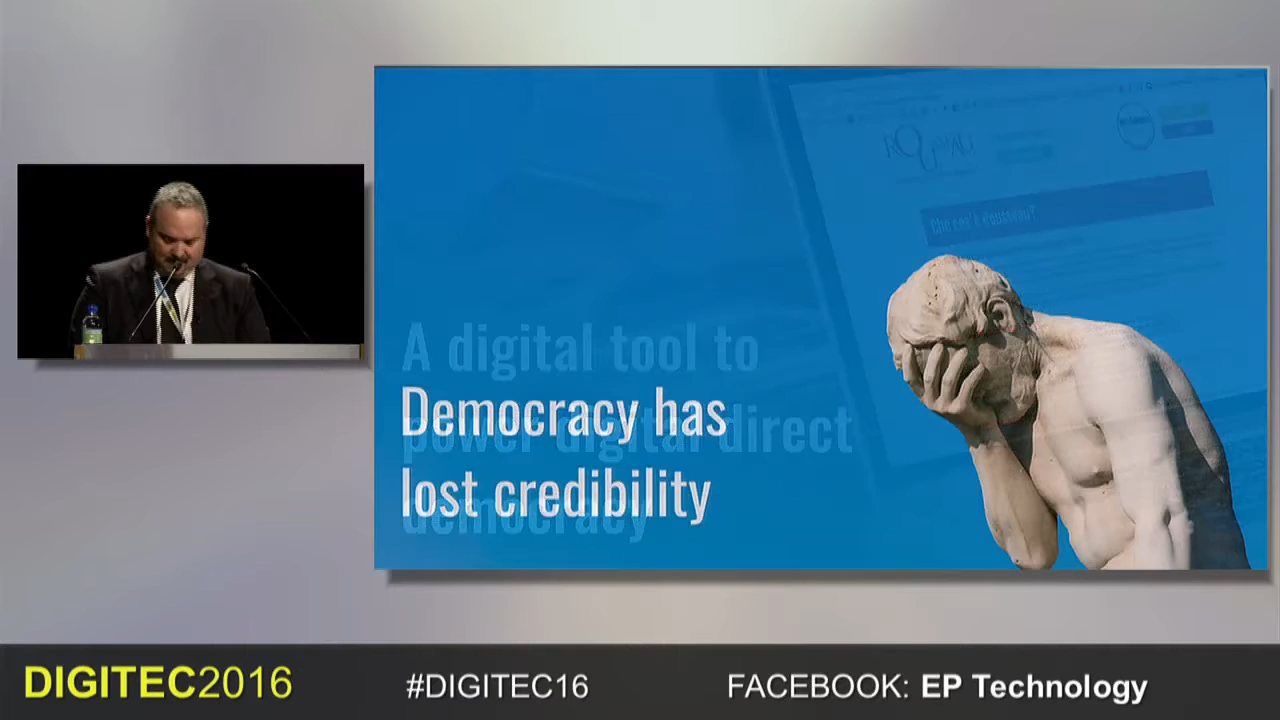 A digital tool to
power digital direct
democracy
Democracy has
lost credibility
DIGITEC2016
#DIGITEC16
FACEBOOK: EP Technology